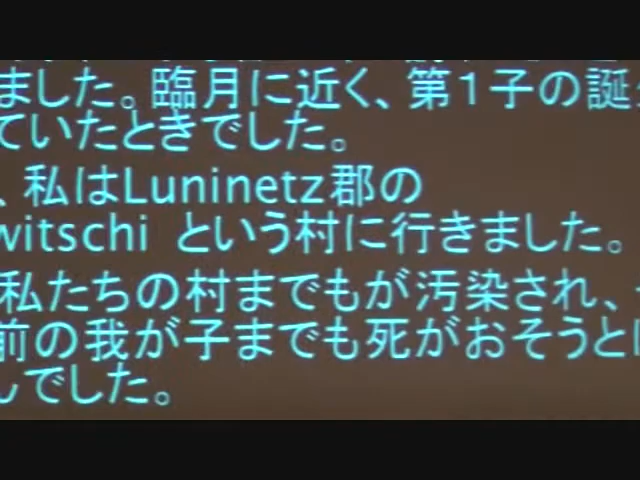 ました。臨月に近く、第1子の誕
ていたときでした。
、私はLuninetz郡の
witschi という村に行きました。
私たちの村までもが汚染され、
前の我が子までも死がおそうとは
んでした。